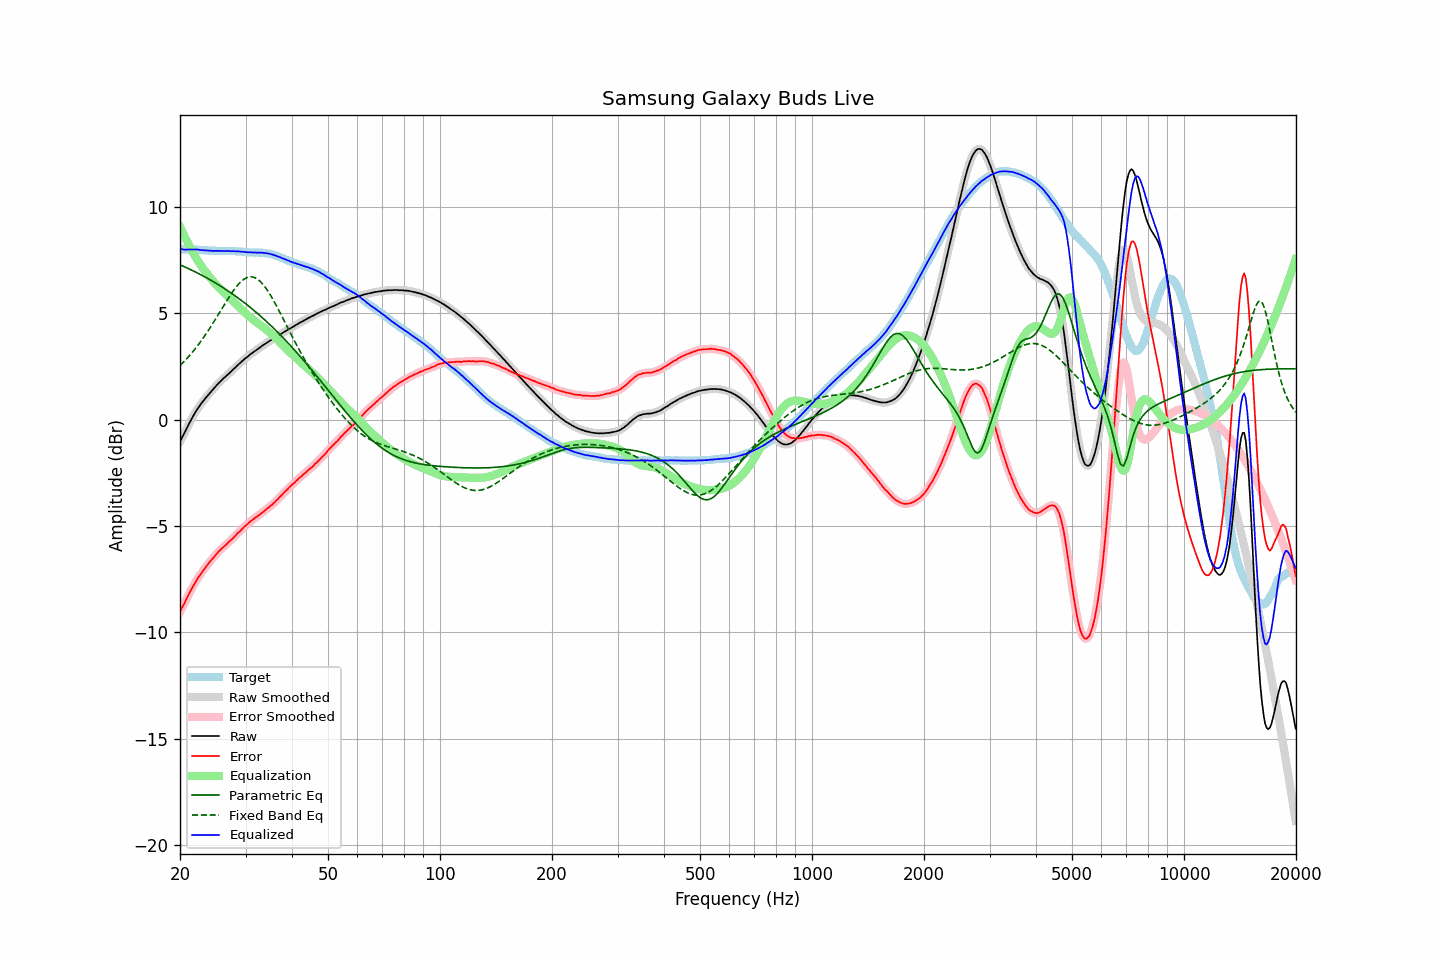 Samsung Galaxy Buds Live
Amplitude (dBr)
10
5
0
−5
−10
−15
−20
Target
Raw Smoothed
Error Smoothed
Raw
Error
Equalization
Parametric Eq
Fixed Band Eq
Equalized
20 50 100 200 500 1000 2000 5000 10000 20000
Frequency (Hz)